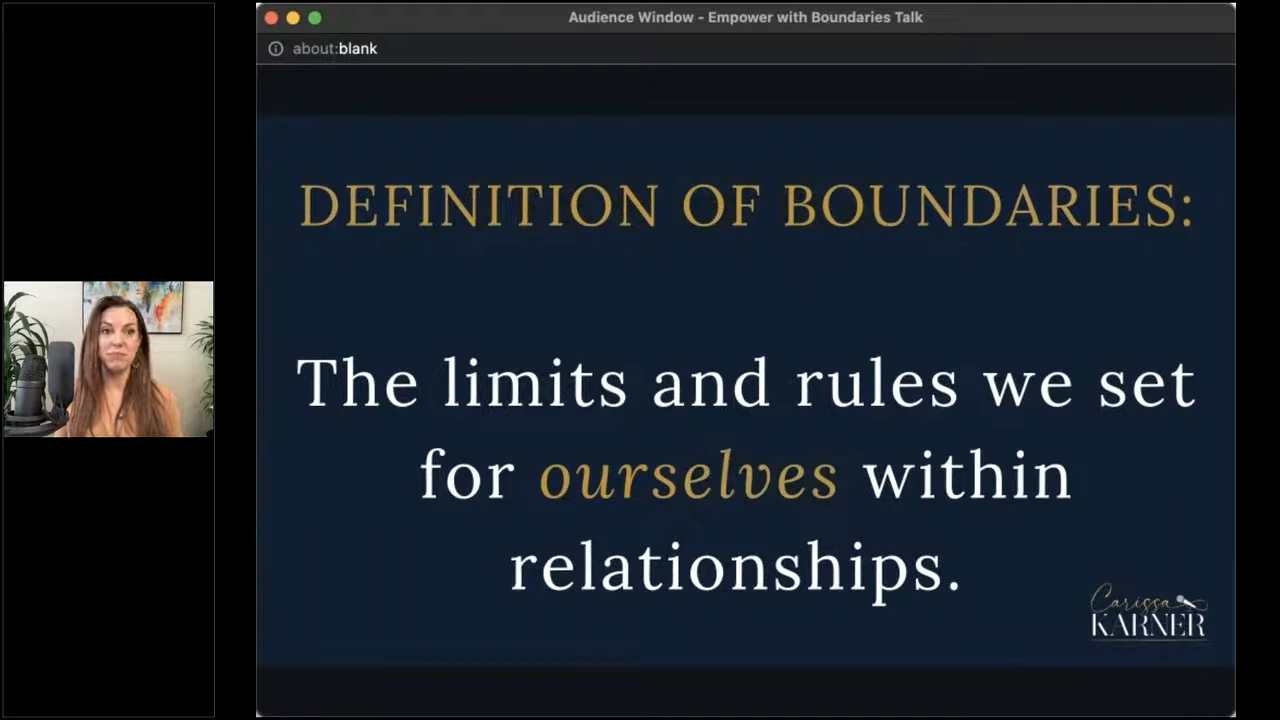 Audience Window - Empower with Boundaries Talk
about:blank
DEFINITION OF BOUNDARIES:
The limits and rules we set
for ourselves within
relationships.
Carissa
KARNER